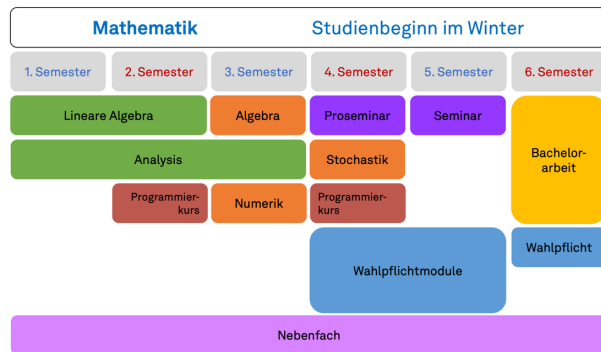 Mathematik Studienbeginn im Winter
1. Semester 2. Semester 3. Semester 4. Semester 5. Semester 6. Semester
Lineare Algebra Algebra Proseminar Seminar
Analysis Stochastik
Bachelor-
arbeit
Programmier-
kurs
Numerik
Programmier-
kurs
Wahlpflichtmodule
Wahlpflicht
Nebenfach